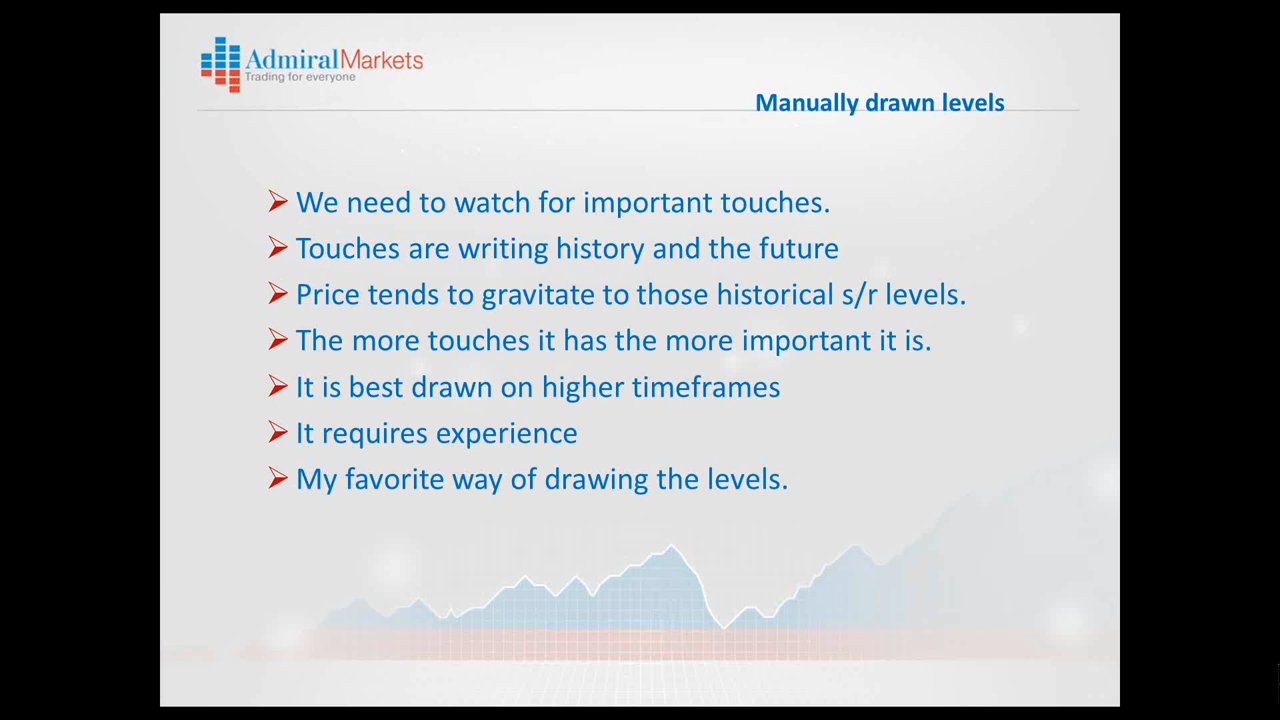 AdmiralMarkets
Trading for everyone
Manually drawn levels
We need to watch for important touches.
Touches are writing history and the future
Price tends to gravitate to those historical s/r levels.
The more touches it has the more important it is.
It is best drawn on higher timeframes
It requires experience
My favorite way of drawing the levels.